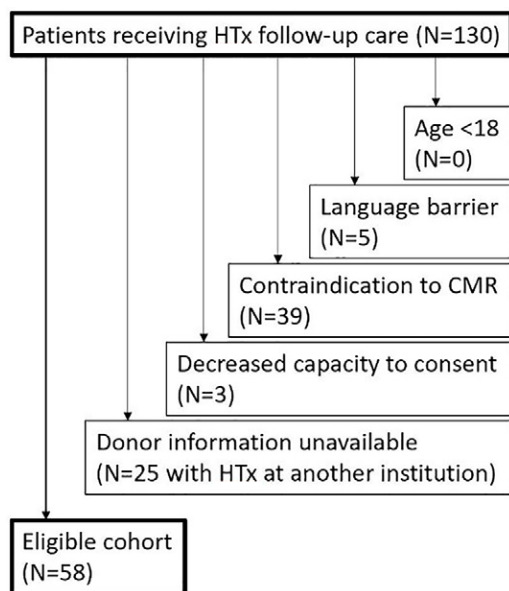 Patients receiving HTx follow-up care (N=130)
Age <18
(N=0)
Language barrier
(N=5)
Contraindication to CMR
(N=39)
Decreased capacity to consent
(N=3)
Donor information unavailable
(N=25 with HTx at another institution)
Eligible cohort
(N=58)